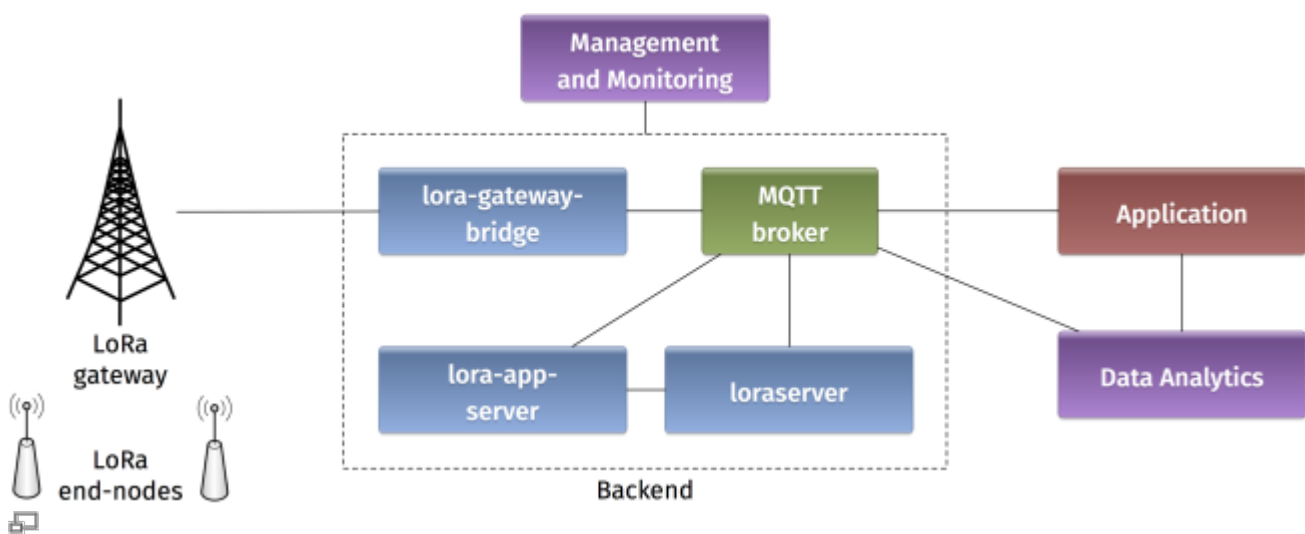 Management
and Monitoring
lora-gateway-
bridge
MQTT
broker
Application
LoRa
gateway
lora-app-
server
loraserver
Data Analytics
LoRa
end-nodes
Backend